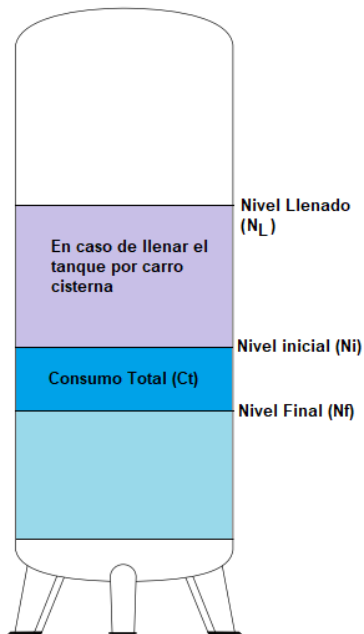 Nivel Llenado
(NL)
En caso de llenar el
tanque por carro
cisterna
Nivel inicial (Ni)
Consumo Total (Ct)
Nivel Final (Nf)